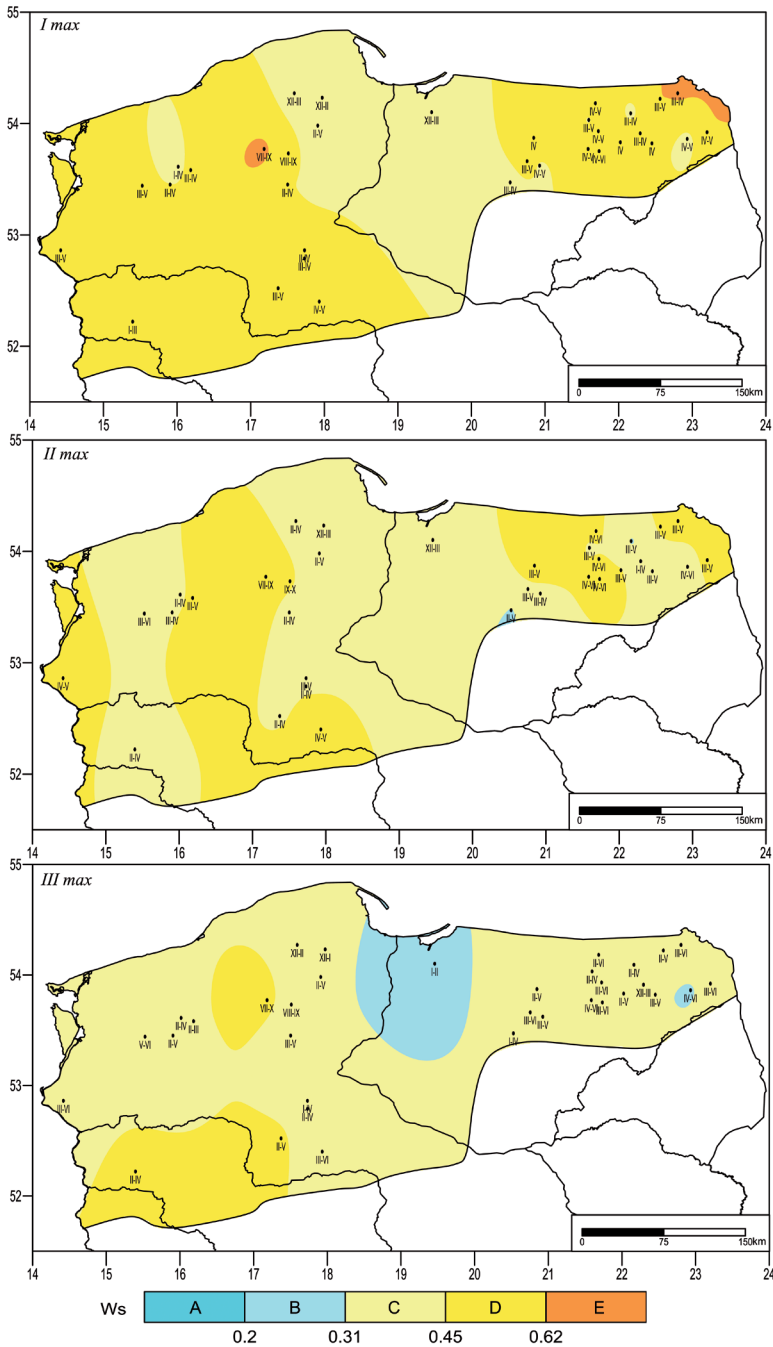 I max
55
54
53
52
XII-III
XII-II
II-V
VII-IX
VIII-IX
II-IV
I-IV
III-IV
III-V
II-IV
III-V
III-IV
III-V
IV-V
I-III
XII-III
IV
III-V
IV-V
III-IV
IV-V
III-V
IV-V
IV-V
IV-VI
III-IV
III-IV
IV
IV
III-V
III-IV
IV-V
IV-V
0 75 150km
14 15 16 17 18 19 20 21 22 23 24
II max
55
54
53
52
II-IV
XII-III
II-V
VII-IX
IX-X
II-IV
II-IV
III-V
III-VI
III-IV
IV-V
II-IV
II-IV
IV-V
II-IV
XII-III
III-V
III-V
III-IV
II-V
IV-VI
III-V
IV-VI
IV-VI
III-V
I-IV
III-V
III-V
III-V
III-V
IV-VI
III-V
0 75 150km
14 15 16 17 18 19 20 21 22 23 24
III max
55
54
53
52
XII-II
XII-I
II-V
VII-X
VIII-IX
III-V
II-IV
II-III
V-VI
II-V
III-VI
II-IV
II-V
III-VI
II-IV
I-II
II-V
III-VI
III-V
I-IV
II-VI
II-IV
III-VI
IV-VI
III-VI
II-IV
XII-III
II-V
II-V
II-V
III-VI
IV-VI
III-VI
0 75 150km
14 15 16 17 18 19 20 21 22 23 24
Ws A B C D E
0.2 0.31 0.45 0.62